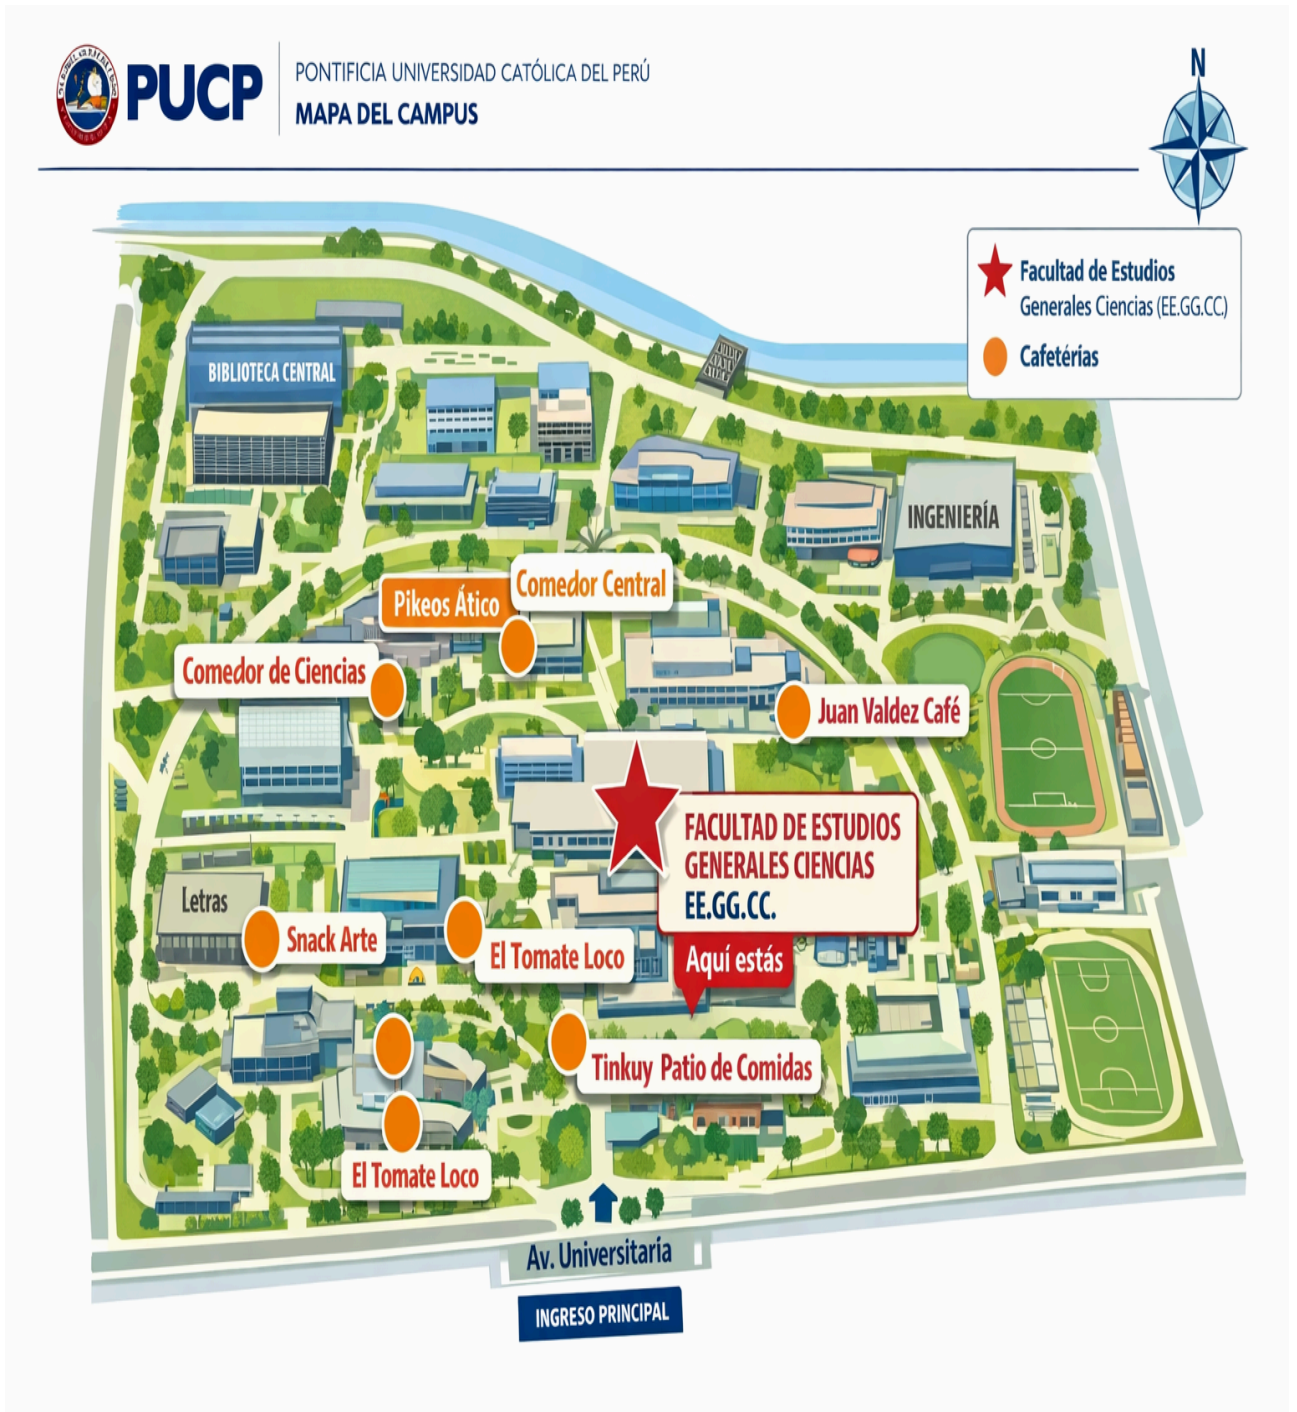 PUCP
PONTIFICIA UNIVERSIDAD CATÓLICA DEL PERÚ
MAPA DEL CAMPUS
N
Facultad de Estudios
Generales Ciencias (EE.GG.CC.)
Cafetérías
BIBLIOTECA CENTRAL
INGENIERÍA
Comedor Central
Pikeos Ático
Comedor de Ciencias
Juan Valdez Café
FACULTAD DE ESTUDIOS
GENERALES CIENCIAS
EE.GG.CC.
Aquí estás
Letras
Snack Arte
El Tomate Loco
Tinkuy Patio de Comidas
El Tomate Loco
Av. Universitaría
INGRESO PRINCIPAL